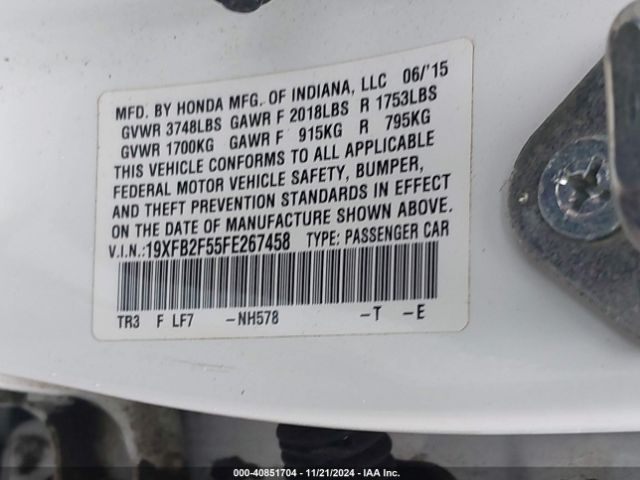 MFD. BY HONDA MFG. OF INDIANA, LLC 06/'15
GVWR 3748LBS GAWR F 2018LBS R 1753LBS
GVWR 1700KG GAWR F 915KG R 795KG
THIS VEHICLE CONFORMS TO ALL APPLICABLE
FEDERAL MOTOR VEHICLE SAFETY, BUMPER,
AND THEFT PREVENTION STANDARDS IN EFFECT
ON THE DATE OF MANUFACTURE SHOWN ABOVE.
V.I.N.:19XFB2F55FE267458 TYPE: PASSENGER CAR
TR3 F LF7 -NH578 -T -E
000-40851704 | 11/21/2024 | IAA Inc.